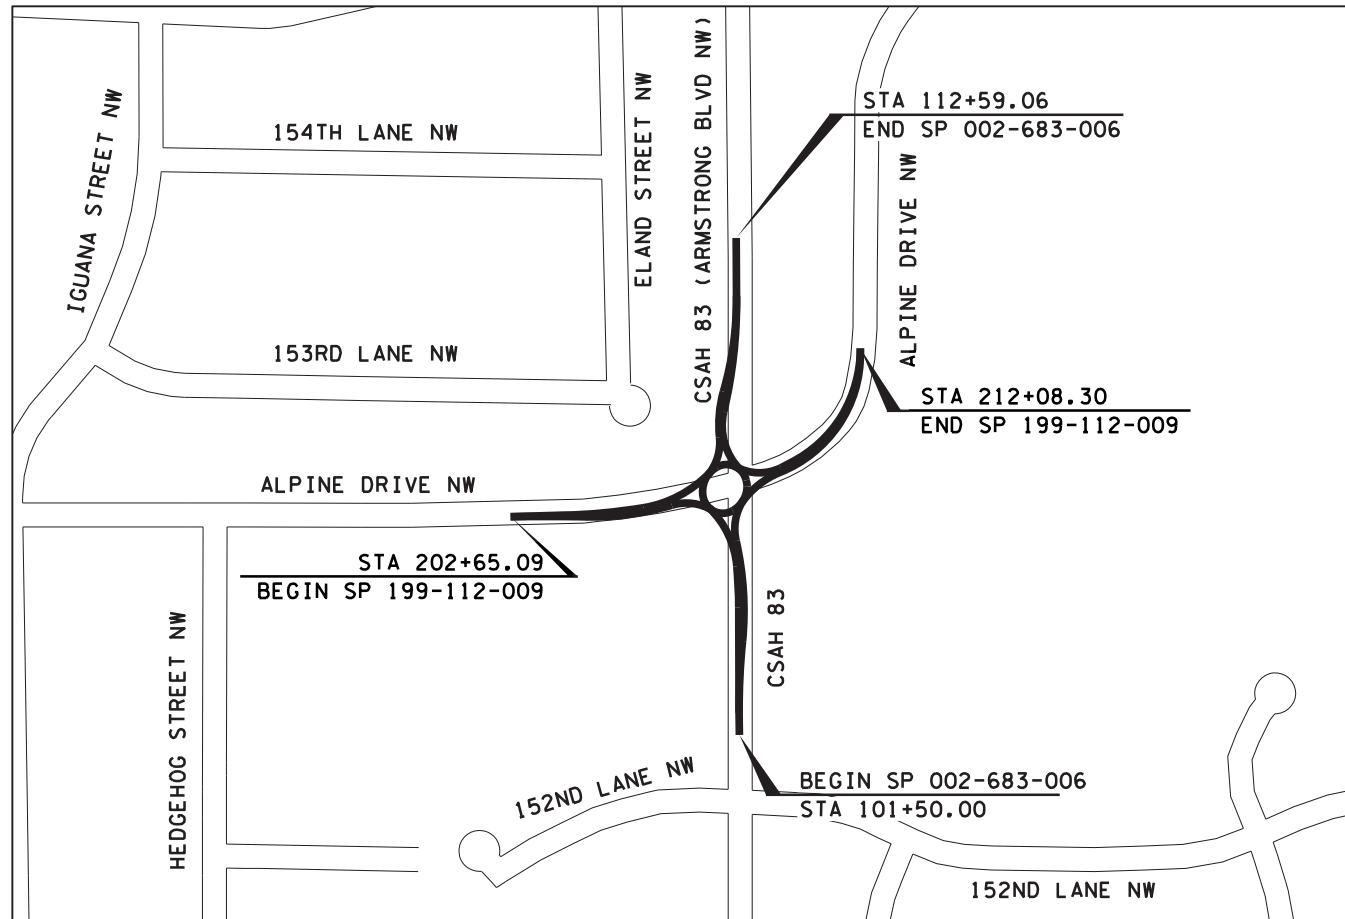 STA 112+59.06
END SP 002-683-006
154TH LANE NW
IGUANA STREET NW
ELAND STREET NW
CSAH 83 (ARMSTRONG BLVD NW)
ALPINE DRIVE NW
153RD LANE NW
STA 212+08.30
END SP 199-112-009
ALPINE DRIVE NW
STA 202+65.09
BEGIN SP 199-112-009
HEDGEHOG STREET NW
CSAH 83
152ND LANE NW
BEGIN SP 002-683-006
STA 101+50.00
152ND LANE NW